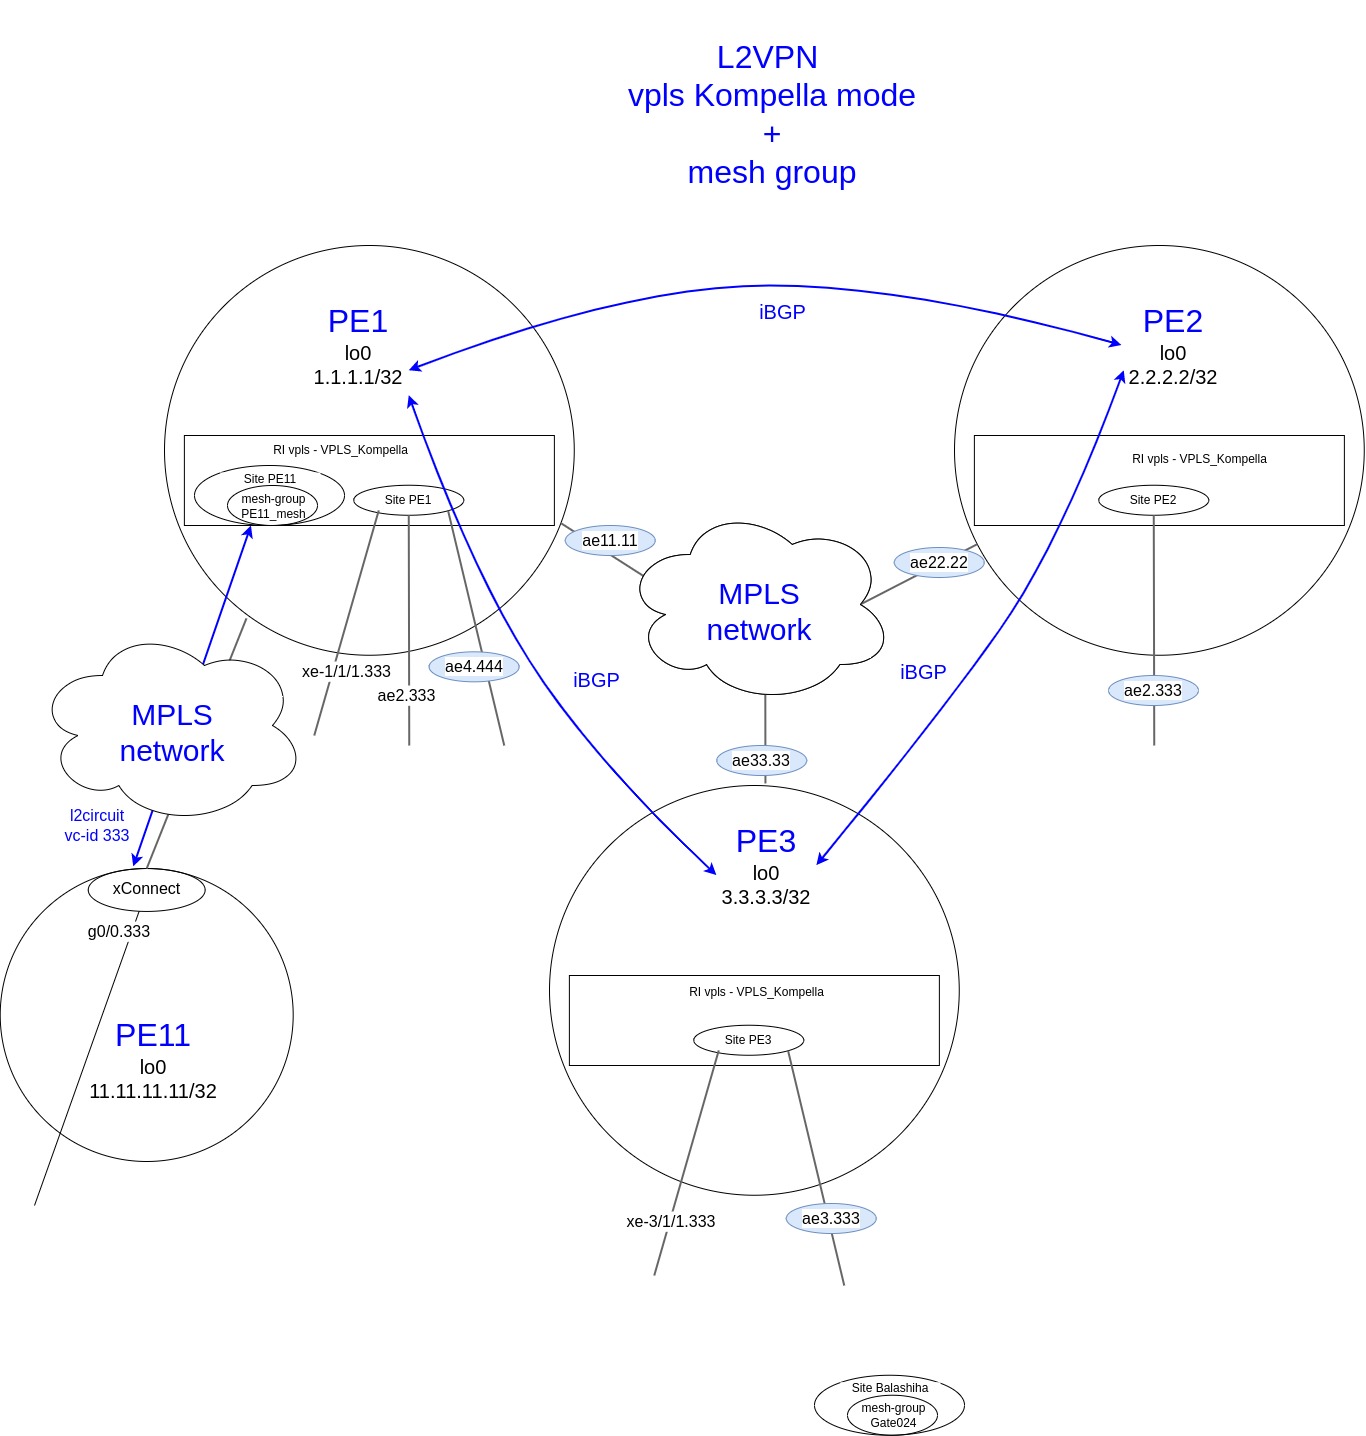 L2VPN
vpls Kompella mode
+
mesh group
iBGP
PE1
lo0
1.1.1.1/32
RI vpls - VPLS_Kompella
Site PE11
mesh-group
PE11_mesh
Site PE1
PE2
lo0
2.2.2.2/32
RI vpls - VPLS_Kompella
Site PE2
ae11.11
ae22.22
MPLS
network
xe-1/1/1.333
ae2.333
ae4.444
iBGP
iBGP
ae2.333
MPLS
network
ae33.33
l2circuit
vc-id 333
xConnect
g0/0.333
PE11
lo0
11.11.11.11/32
PE3
lo0
3.3.3.3/32
RI vpls - VPLS_Kompella
Site PE3
xe-3/1/1.333
ae3.333
Site Balashiha
mesh-group
Gate024